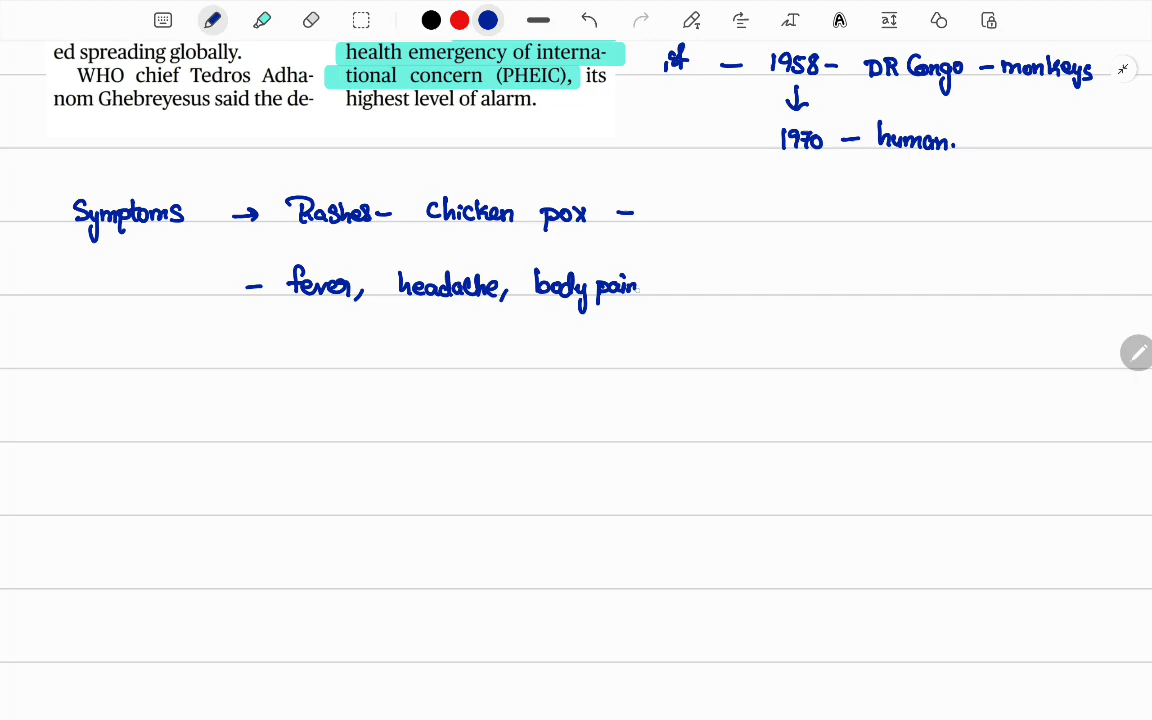 ed spreading globally.
WHO chief Tedros Adha-
nom Ghebreyesus said the de-
health emergency of interna-
tional concern (PHEIC), its
highest level of alarm.
1st - 1958 - DR Congo - monkeys
1970 - human.
Symptoms → Rashes - Chicken pox -
- fever, headache, body pain